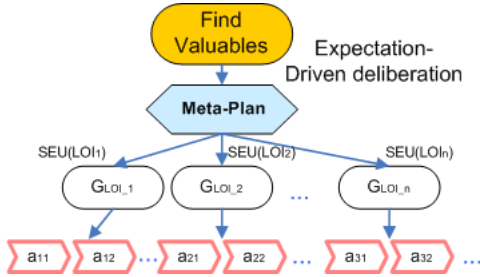 Find
Valuables
Expectation-
Driven deliberation
Meta-Plan
SEU(LOI1) SEU(LOI2) SEU(LOIn)
GLOI_1 GLOI_2 ... GLOI_n
a11 a12 ... a21 a22 ... a31 a32 ...